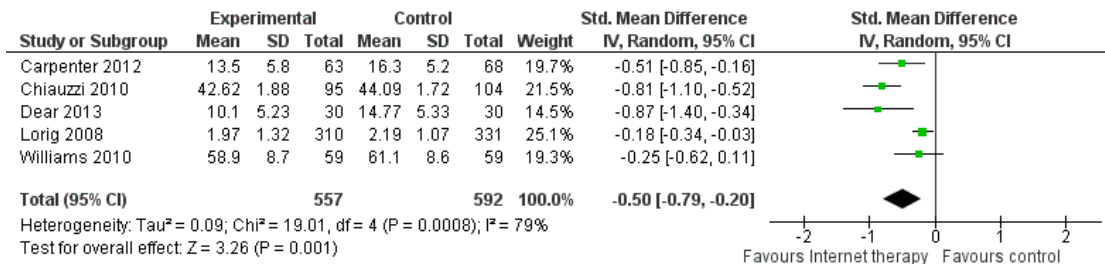 Experimental Control Std. Mean Difference Std. Mean Difference
Study or Subgroup Mean SD Total Mean SD Total Weight IV, Random, 95% CI IV, Random, 95% CI
Carpenter 2012 13.5 5.8 63 16.3 5.2 68 19.7% -0.51 [-0.85, -0.16]
Chiauzzi 2010 42.62 1.88 95 44.09 1.72 104 21.5% -0.81 [-1.10, -0.52]
Dear 2013 10.1 5.23 30 14.77 5.33 30 14.5% -0.87 [-1.40, -0.34]
Lorig 2008 1.97 1.32 310 2.19 1.07 331 25.1% -0.18 [-0.34, -0.03]
Williams 2010 58.9 8.7 59 61.1 8.6 59 19.3% -0.25 [-0.62, 0.11]
Total (95% CI) 557 592 100.0% -0.50 [-0.79, -0.20]
Heterogeneity: Tau² = 0.09; Chi² = 19.01, df = 4 (P = 0.0008); I² = 79%
Test for overall effect: Z = 3.26 (P = 0.001)
-2 -1 0 1 2
Favours Internet therapy Favours control